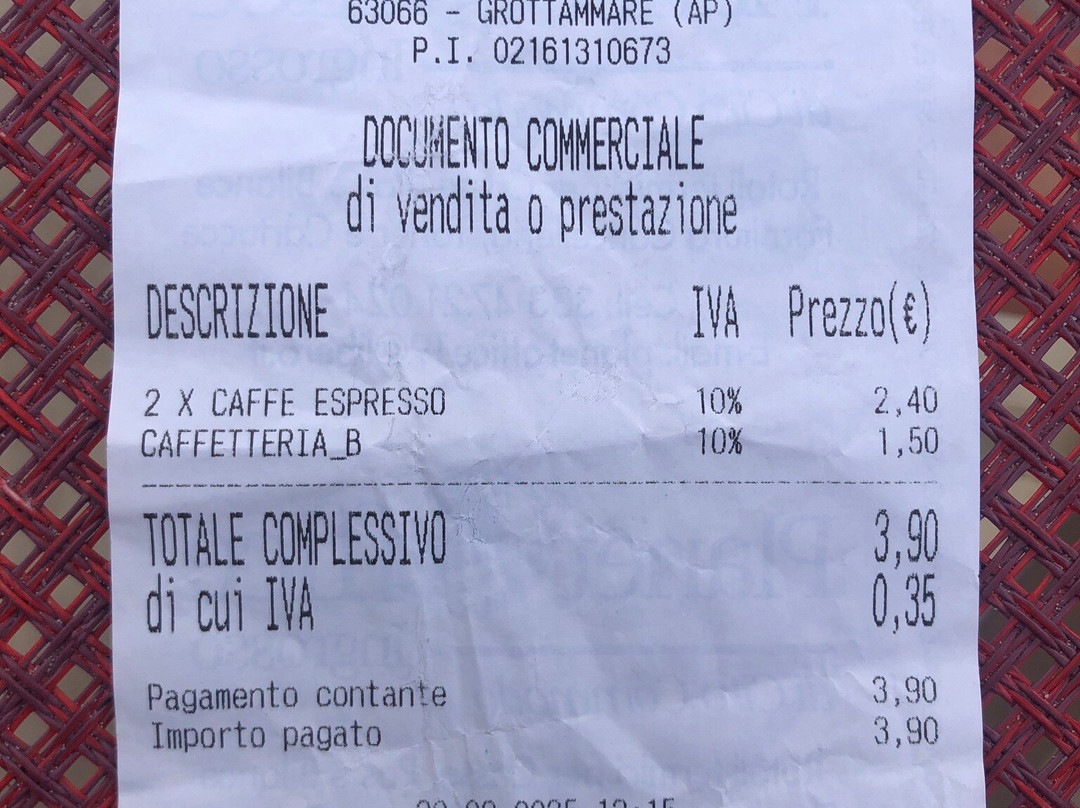 63066 - GROTTAMMARE (AP)
P.I. 02161310673
DOCUMENTO COMMERCIALE
di vendita o prestazione
DESCRIZIONE IVA Prezzo(€)
2 X CAFFE ESPRESSO 10% 2,40
CAFFETTERIA_B 10% 1,50
TOTALE COMPLESSIVO 3,90
di cui IVA 0,35
Pagamento contante 3,90
Importo pagato 3,90